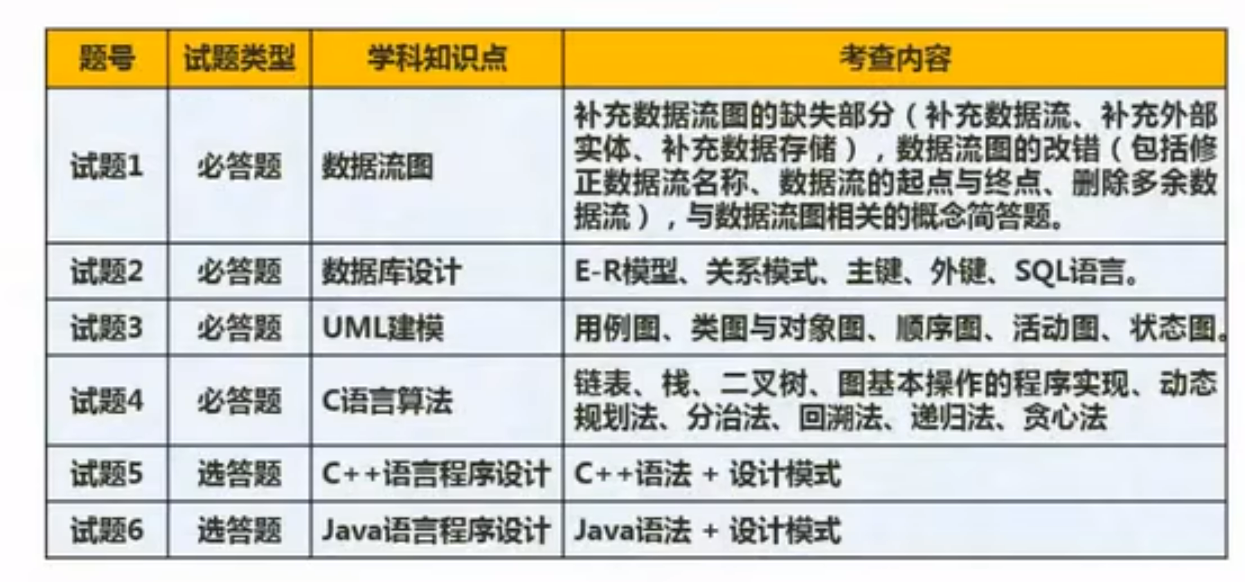 题号 试题类型 学科知识点 考查内容
试题1 必答题 数据流图 补充数据流图的缺失部分（补充数据流、补充外部
实体、补充数据存储），数据流图的改错（包括修
正数据流名称、数据流的起点与终点、删除多余数
据流），与数据流图相关的概念简答题。
试题2 必答题 数据库设计 E-R模型、关系模式、主键、外键、SQL语言。
试题3 必答题 UML建模 用例图、类图与对象图、顺序图、活动图、状态图。
试题4 必答题 C语言算法 链表、栈、二叉树、图基本操作的程序实现、动态
规划法、分治法、回溯法、递归法、贪心法
试题5 选答题 C++语言程序设计 C++语法 + 设计模式
试题6 选答题 Java语言程序设计 Java语法 + 设计模式